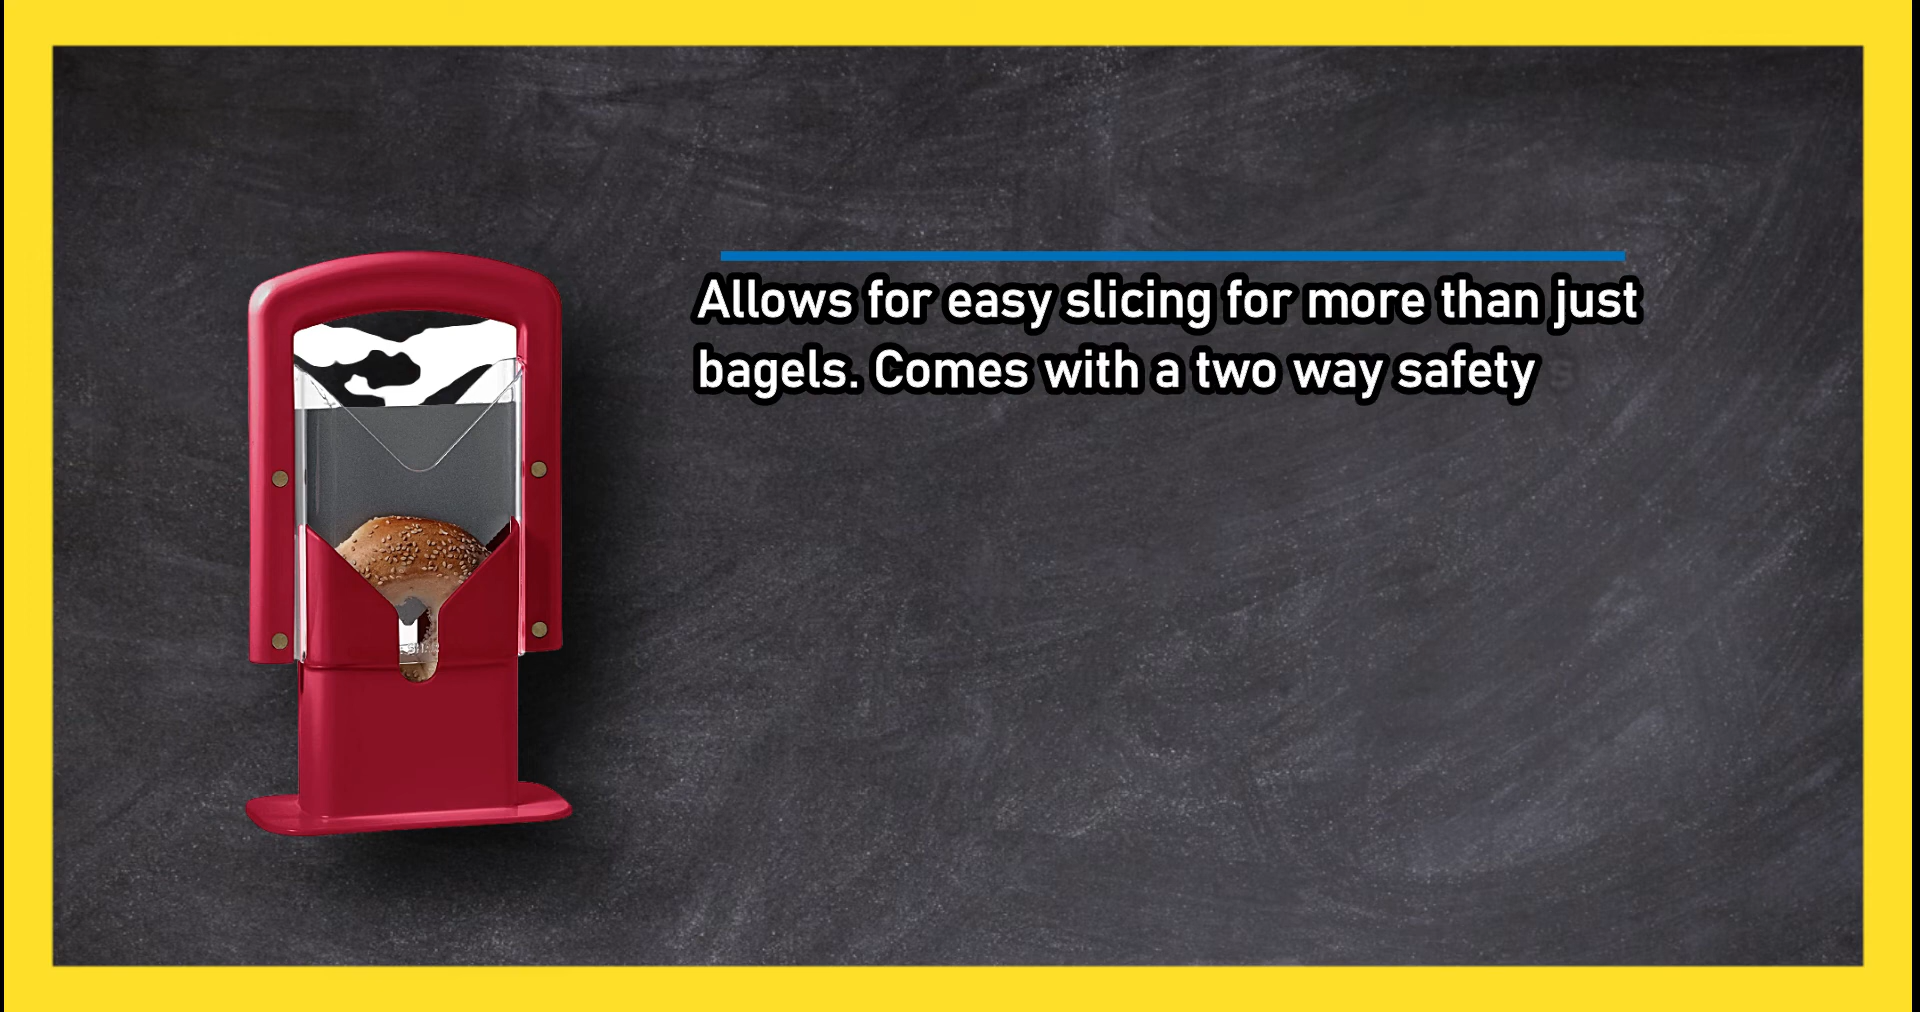 Allows for easy slicing for more than just
bagels. Comes with a two way safety